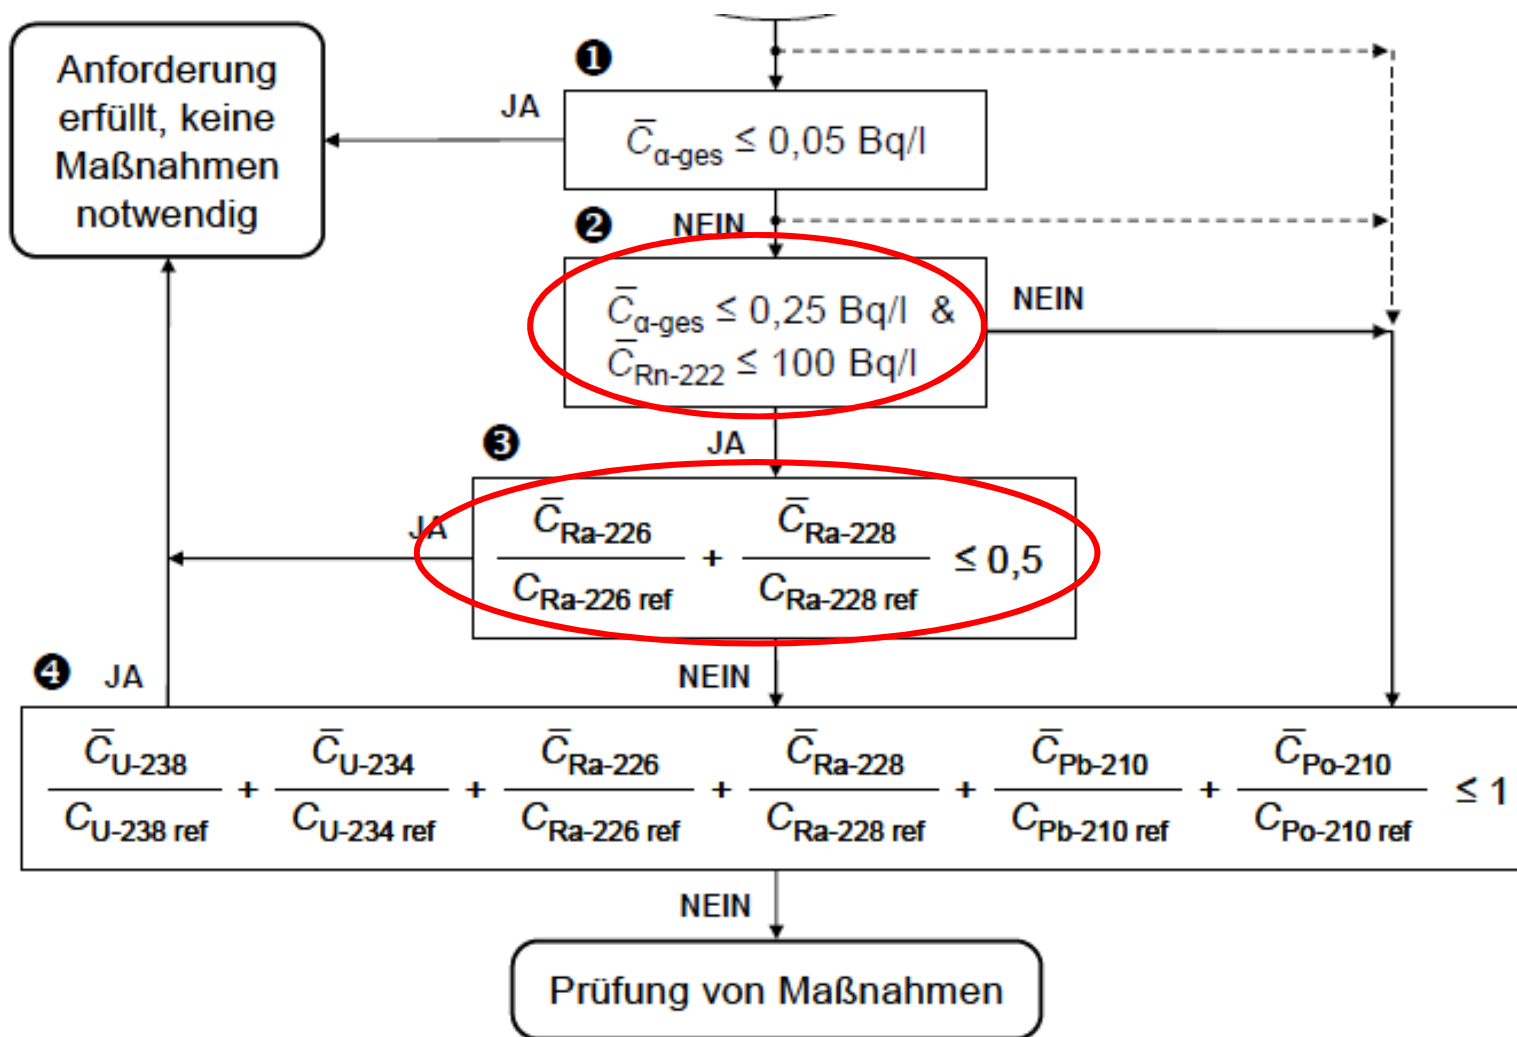 Anforderung
erfüllt, keine
Maßnahmen
notwendig
❶
JA
C̅α-ges ≤ 0,05 Bq/l
NEIN
❷
C̅α-ges ≤ 0,25 Bq/l &
C̅Rn-222 ≤ 100 Bq/l
NEIN
JA
❸
JA
C̅Ra-226 / CRa-226 ref + C̅Ra-228 / CRa-228 ref ≤ 0,5
NEIN
❹ JA
C̅U-238 / CU-238 ref + C̅U-234 / CU-234 ref + C̅Ra-226 / CRa-226 ref + C̅Ra-228 / CRa-228 ref + C̅Pb-210 / CPb-210 ref + C̅Po-210 / CPo-210 ref ≤ 1
NEIN
Prüfung von Maßnahmen